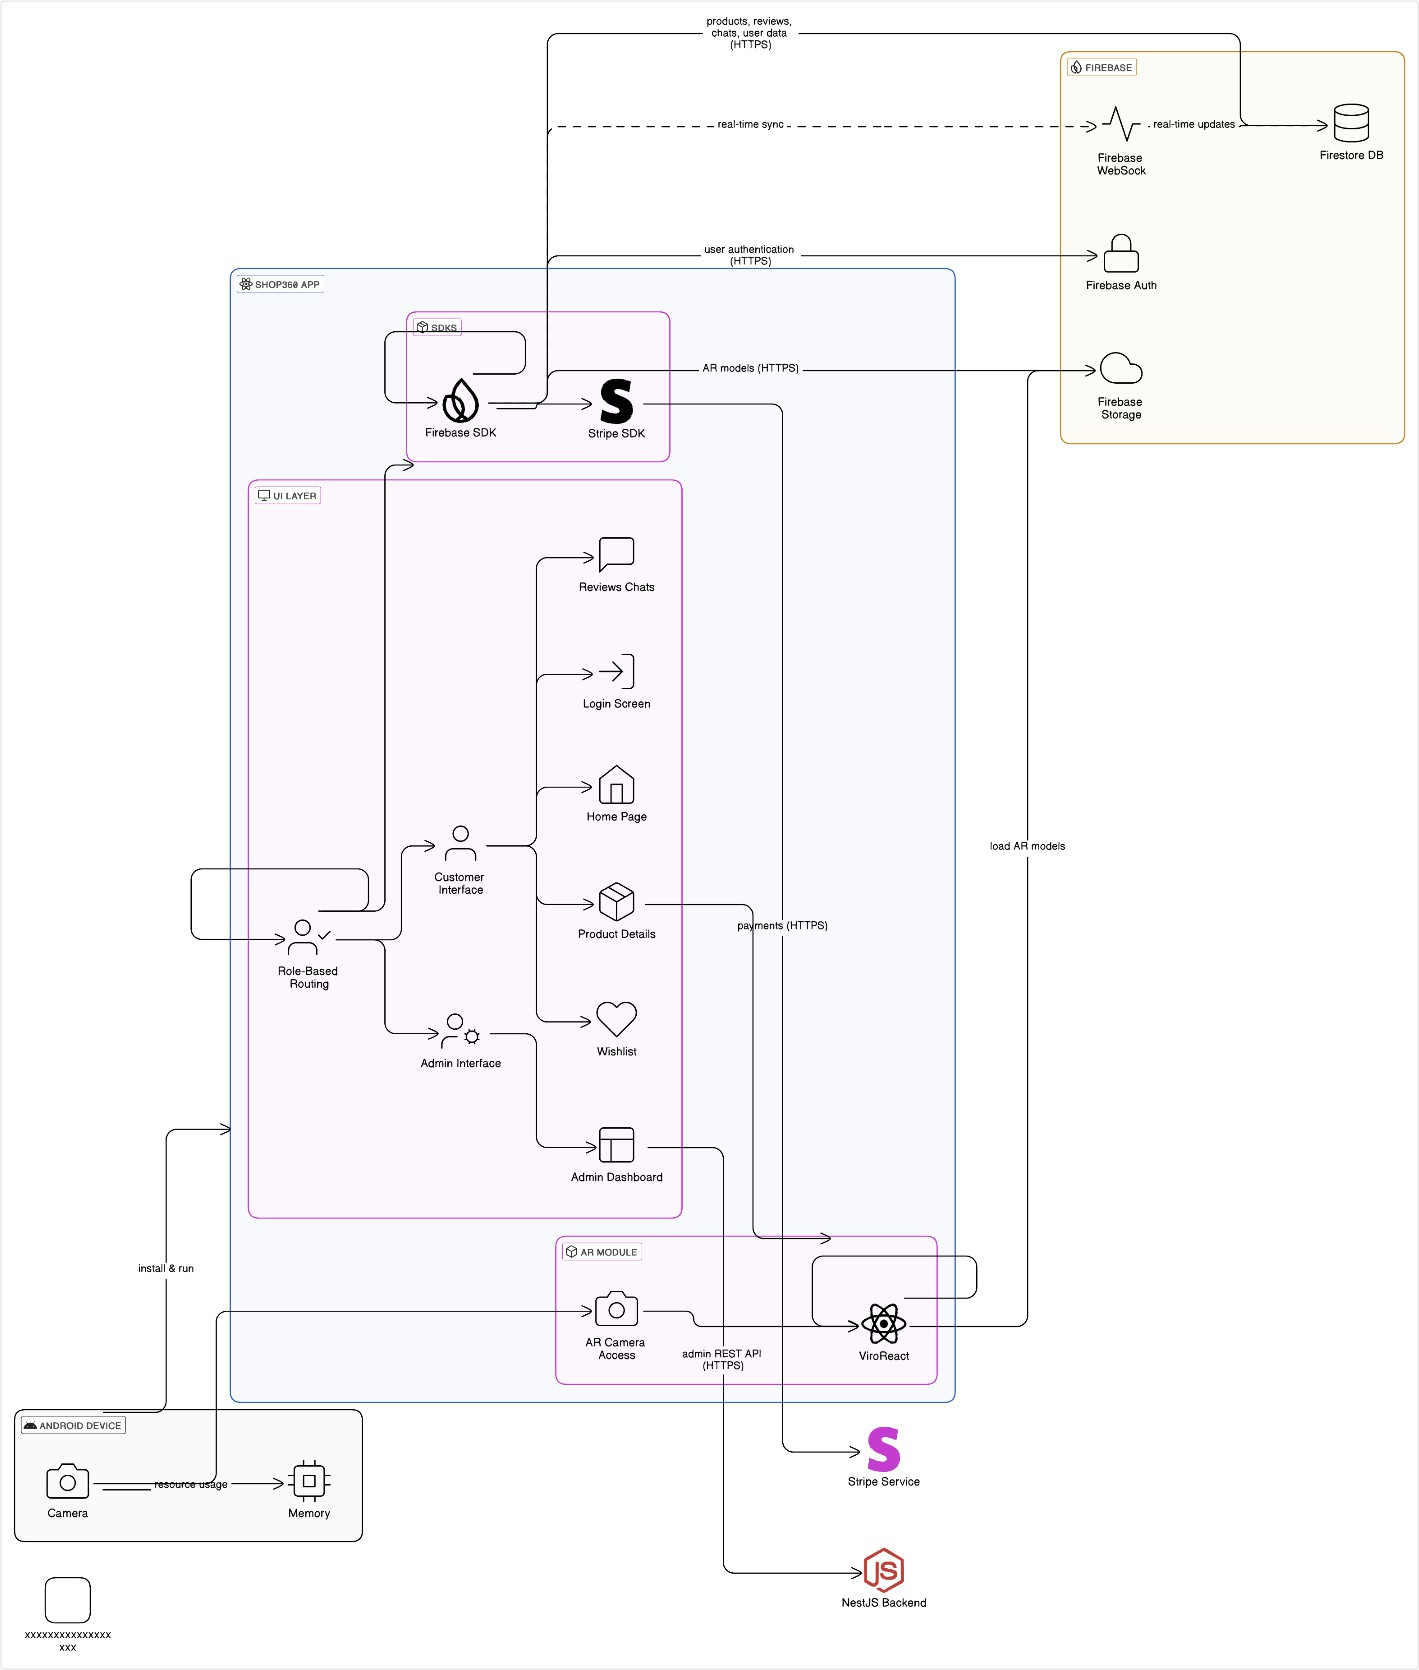 products, reviews,
chats, user data
(HTTPS)
FIREBASE
real-time sync
real-time updates
Firebase
WebSock
Firestore DB
user authentication
(HTTPS)
Firebase Auth
SHOP360 APP
SDKS
AR models (HTTPS)
Firebase
Storage
Firebase SDK
Stripe SDK
UI LAYER
Reviews Chats
Login Screen
Home Page
load AR models
Customer
Interface
payments (HTTPS)
Product Details
Role-Based
Routing
Wishlist
Admin Interface
Admin Dashboard
AR MODULE
install & run
AR Camera
Access
admin REST API
(HTTPS)
ViroReact
ANDROID DEVICE
resource usage
Camera
Memory
Stripe Service
JS
NestJS Backend
xxxxxxxxxxxxxxx
xxx